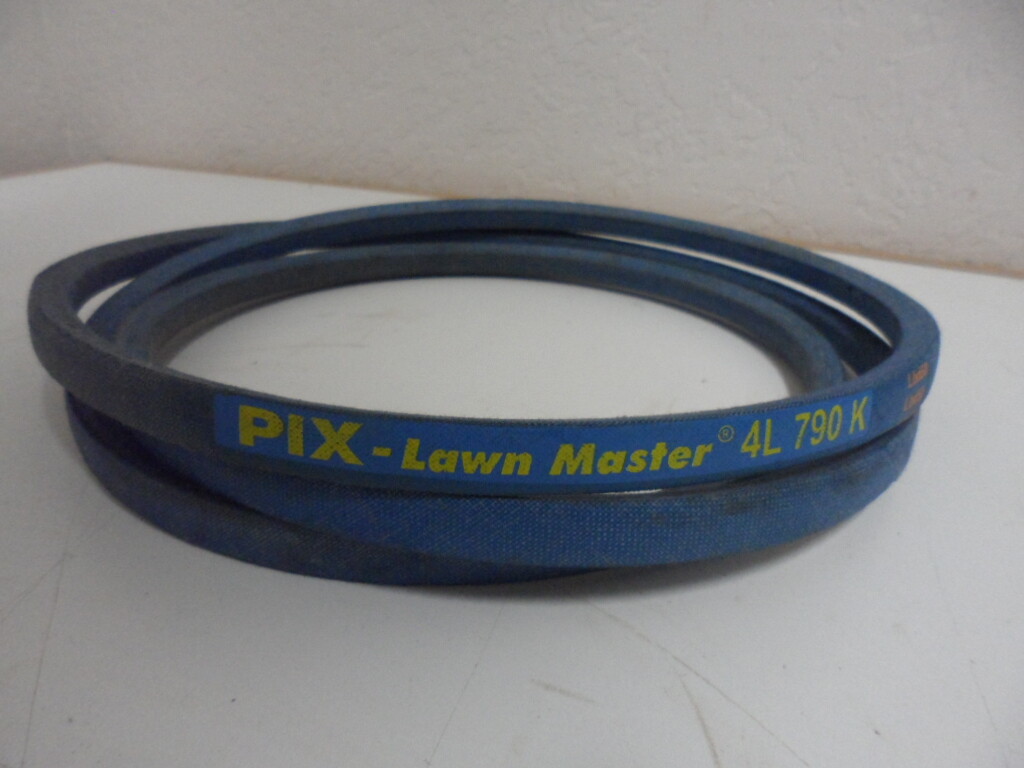 PIX - Lawn Master® 4L 790 K